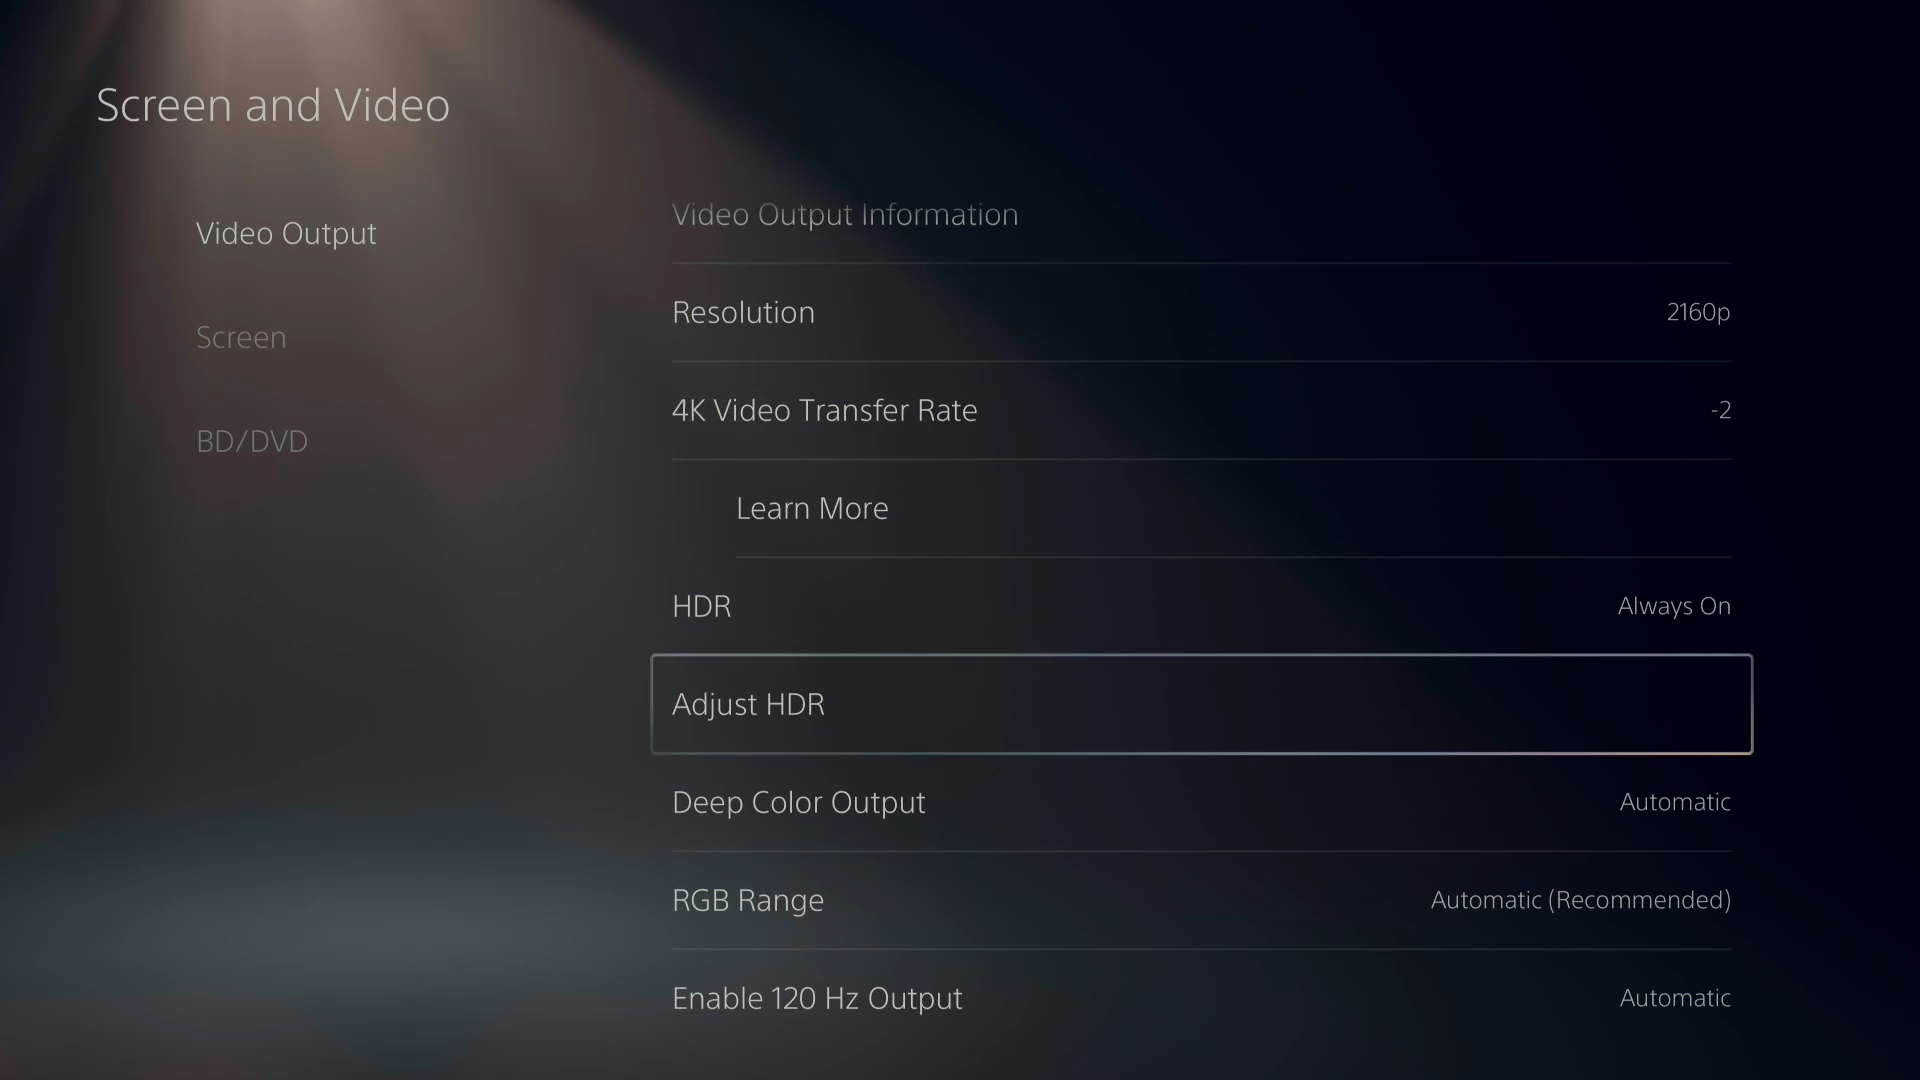 Screen and Video
Video Output
Screen
BD/DVD
Video Output Information
Resolution 2160p
4K Video Transfer Rate -2
Learn More
HDR Always On
Adjust HDR
Deep Color Output Automatic
RGB Range Automatic (Recommended)
Enable 120 Hz Output Automatic